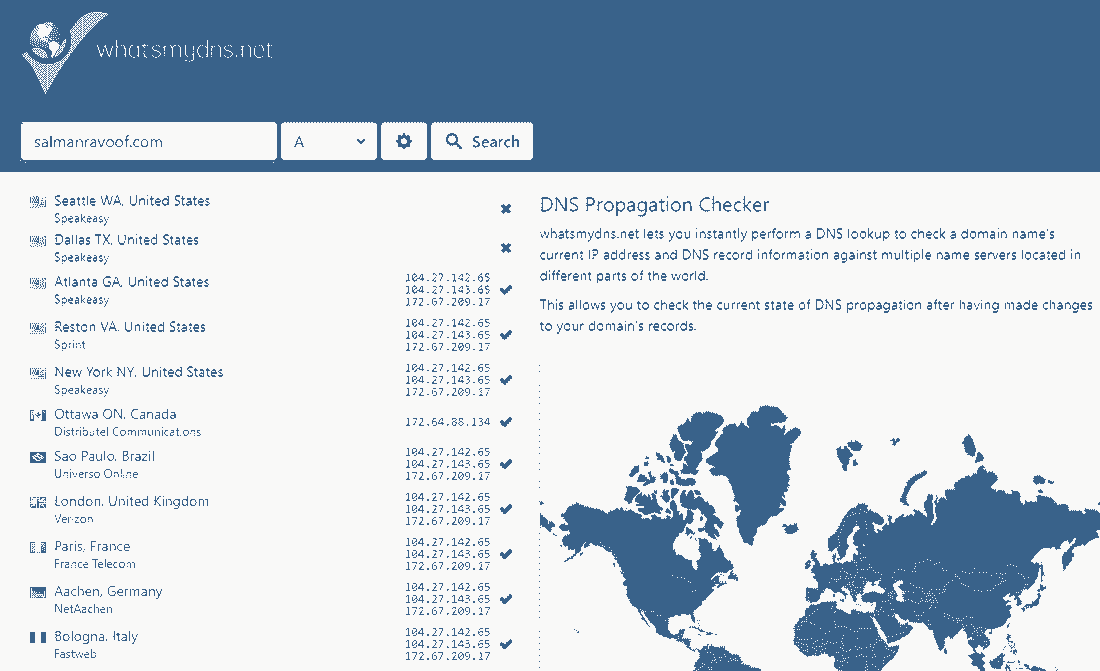 whatsmydns.net
salmanravoof.com
A
Search
Seattle WA, United States
Speakeasy
Dallas TX, United States
Speakeasy
Atlanta GA, United States
Speakeasy
104.27.142.65
104.27.143.65
172.67.209.17
Reston VA, United States
Sprint
104.27.142.65
104.27.143.65
172.67.209.17
New York NY, United States
Speakeasy
104.27.142.65
104.27.143.65
172.67.209.17
Ottawa ON, Canada
Distributel Communications
172.64.88.134
Sao Paulo, Brazil
Universo Online
104.27.142.65
104.27.143.65
172.67.209.17
London, United Kingdom
Verizon
104.27.142.65
104.27.143.65
172.67.209.17
Paris, France
France Telecom
104.27.142.65
104.27.143.65
172.67.209.17
Aachen, Germany
NetAachen
104.27.142.65
104.27.143.65
172.67.209.17
Bologna, Italy
Fastweb
104.27.142.65
104.27.143.65
172.67.209.17
DNS Propagation Checker
whatsmydns.net lets you instantly perform a DNS lookup to check a domain name's
current IP address and DNS record information against multiple name servers located in
different parts of the world.
This allows you to check the current state of DNS propagation after having made changes
to your domain's records.